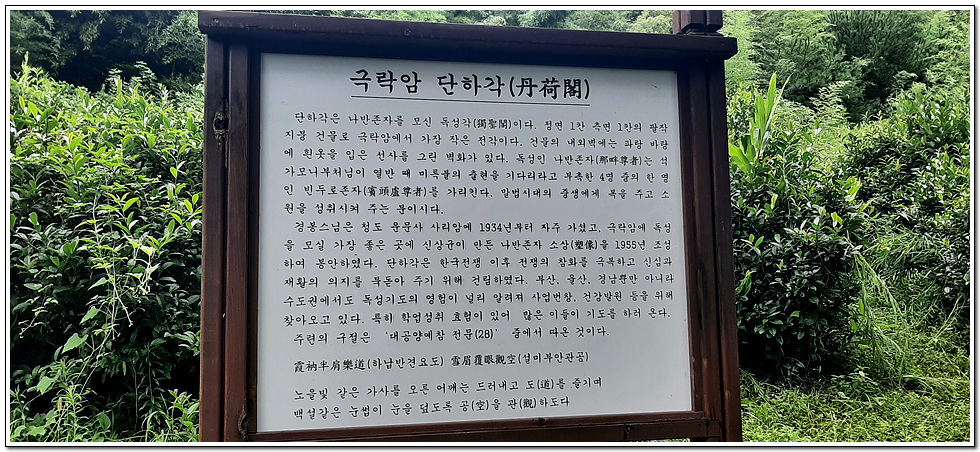 극락암 단하각(丹荷閣)
단하각은 나반존자를 모신 독성각(獨聖閣)이다. 정면 1칸 측면 1칸의 팔작
지붕 건물로 극락암에서 가장 작은 전각이다. 건물의 내외벽에는 파랑 바탕
에 흰옷을 입은 선사를 그린 벽화가 있다. 독성인 나반존자(那畔尊者)는 석
가모니부처님이 열반 때 미륵불의 출현을 기다리라고 부촉한 4명 중의 한 명
인 빈두로존자(賓頭盧尊者)를 가리킨다. 말법시대의 중생에게 복을 주고 소
원을 성취시켜 주는 분이시다.
경봉스님은 청도 운문사 사리암에 1934년부터 자주 가셨고, 극락암에 독성
을 모실 가장 좋은 곳에 신상균이 만든 나반존자 소상(塑像)을 1955년 조성
하여 봉안하였다. 단하각은 한국전쟁 이후 전쟁의 참화를 극복하고 신심과
재활의 의지를 북돋아 주기 위해 건립하였다. 부산, 울산, 경남뿐만 아니라
수도권에서도 독성기도의 영험이 널리 알려져 사업번창, 건강발원 등을 위해
찾아오고 있다. 특히 학업성취 효험이 있어 많은 이들이 기도를 하러 온다.
주련의 구절은 ‘대공양예참 전문(28)’ 중에서 따온 것이다.
霞衲半肩樂道(하납반견요도) 雪眉覆眼觀空(설미부안관공)
노을빛 같은 가사를 오른 어깨는 드러내고 도(道)를 즐기며
백설같은 눈썹이 눈을 덮도록 공(空)을 관(觀)하도다